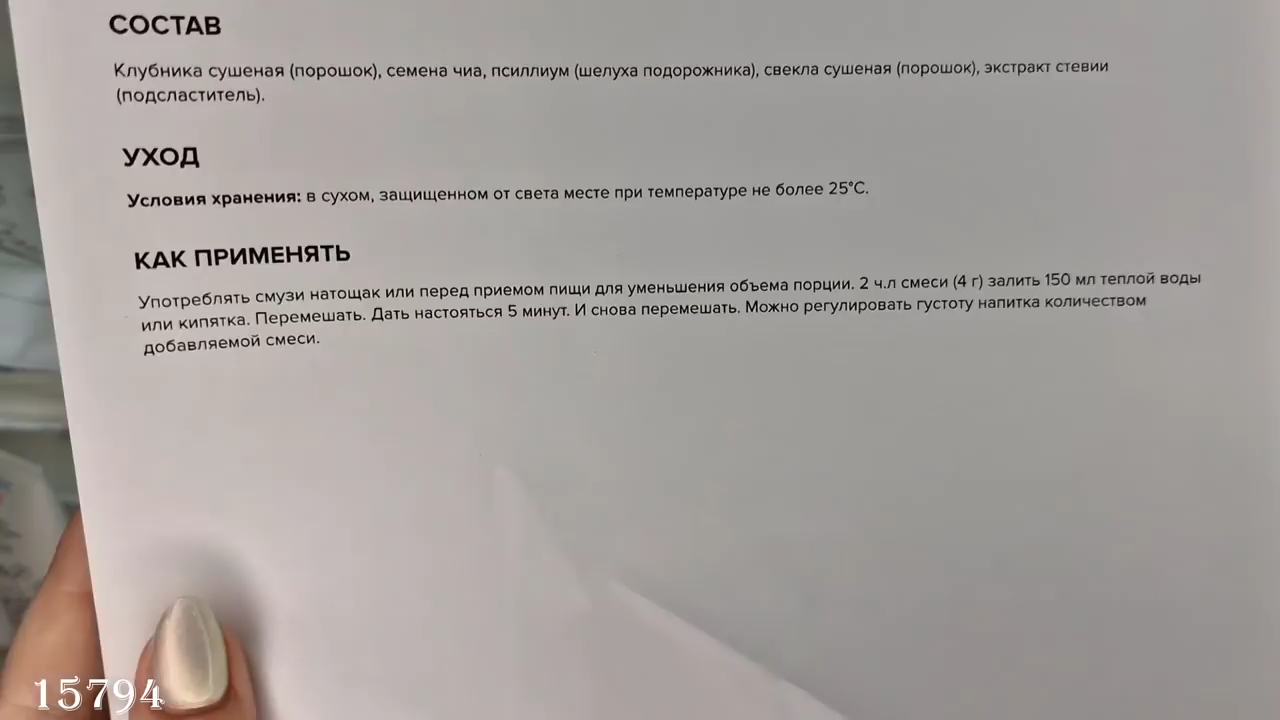 СОСТАВ
Клубника сушеная (порошок), семена чиа, псиллиум (шелуха подорожника), свекла сушеная (порошок), экстракт стевии
(подсластитель).
УХОД
Условия хранения: в сухом, защищенном от света месте при температуре не более 25°C.
КАК ПРИМЕНЯТЬ
Употреблять смузи натощак или перед приемом пищи для уменьшения объема порции. 2 ч.л смеси (4 г) залить 150 мл теплой воды
или кипятка. Перемешать. Дать настояться 5 минут. И снова перемешать. Можно регулировать густоту напитка количеством
добавляемой смеси.
15794